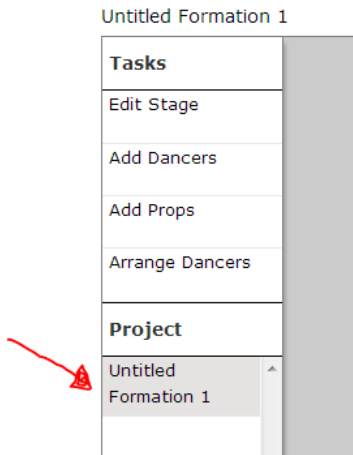 Untitled Formation 1
Tasks
Edit Stage
Add Dancers
Add Props
Arrange Dancers
Project
Untitled
Formation 1